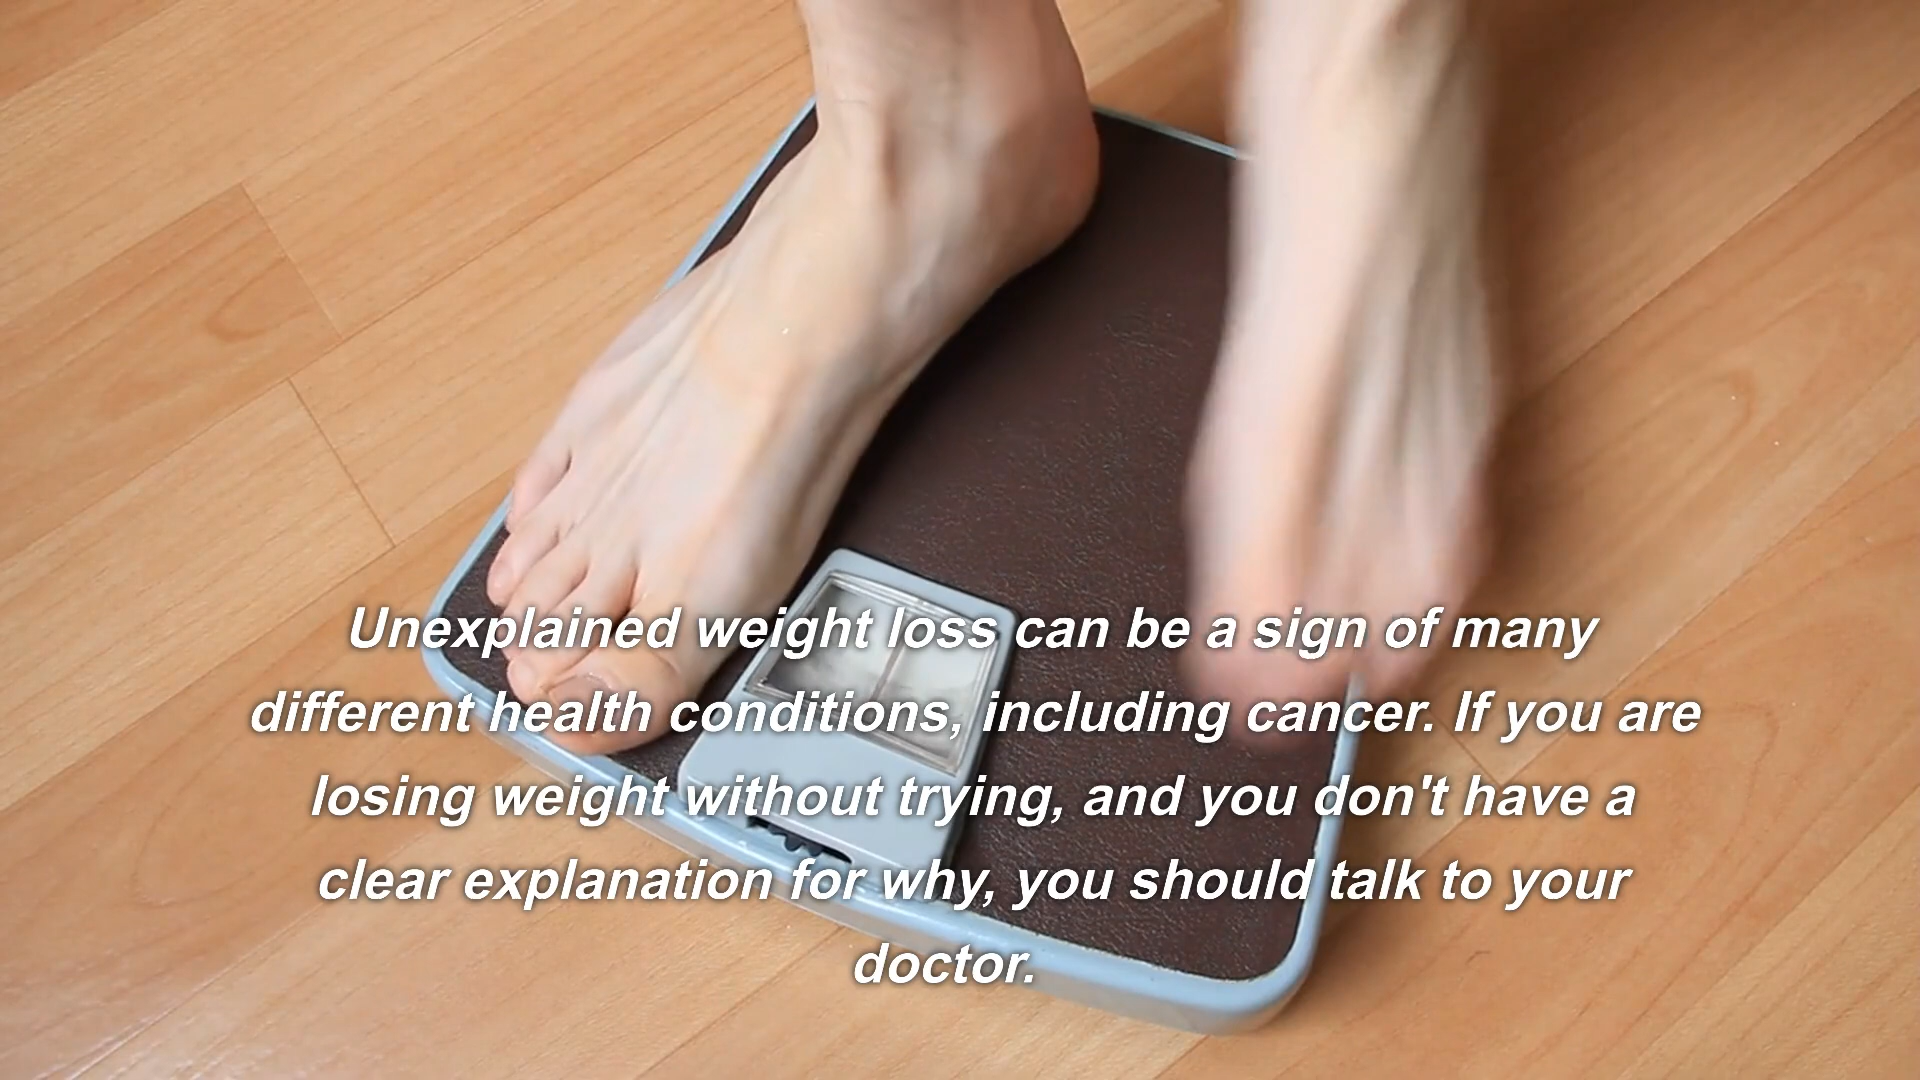 Unexplained weight loss can be a sign of many
different health conditions, including cancer. If you are
losing weight without trying, and you don't have a
clear explanation for why, you should talk to your
doctor.